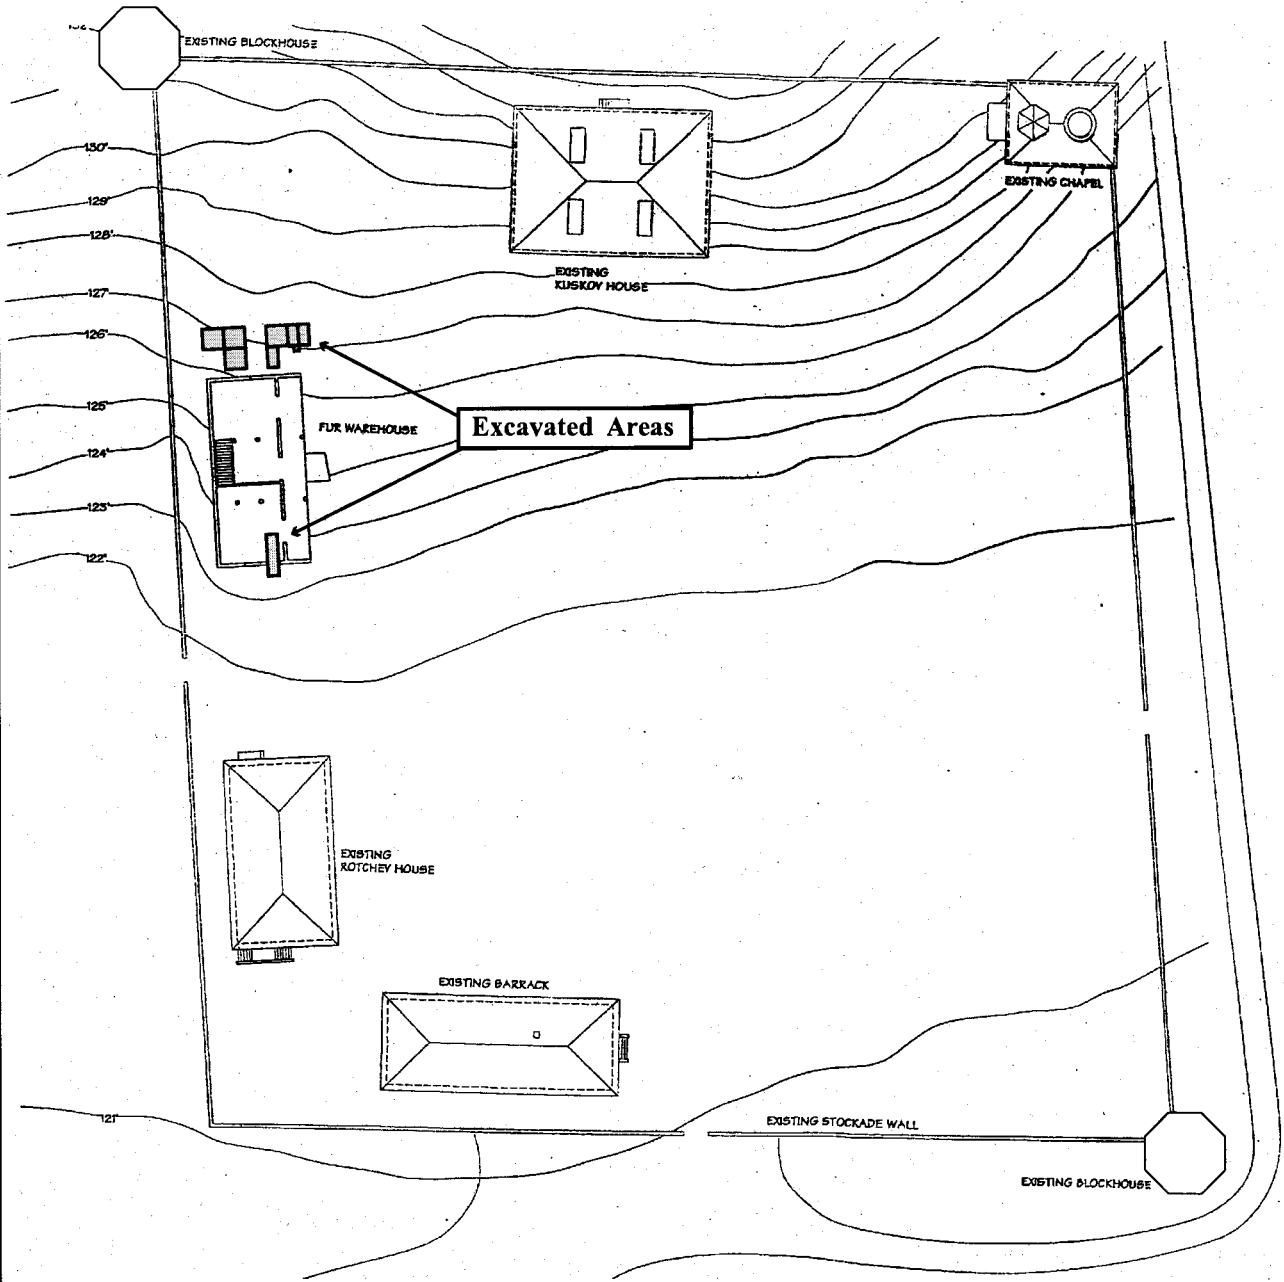 EXISTING BLOCKHOUSE
130'
129'
128'
127'
126'
125'
124'
123'
122'
EXISTING CHAPEL
EXISTING
KUSKOV HOUSE
FUR WAREHOUSE
Excavated Areas
EXISTING
ROTCHEV HOUSE
EXISTING BARRACK
121'
EXISTING STOCKADE WALL
EXISTING BLOCKHOUSE